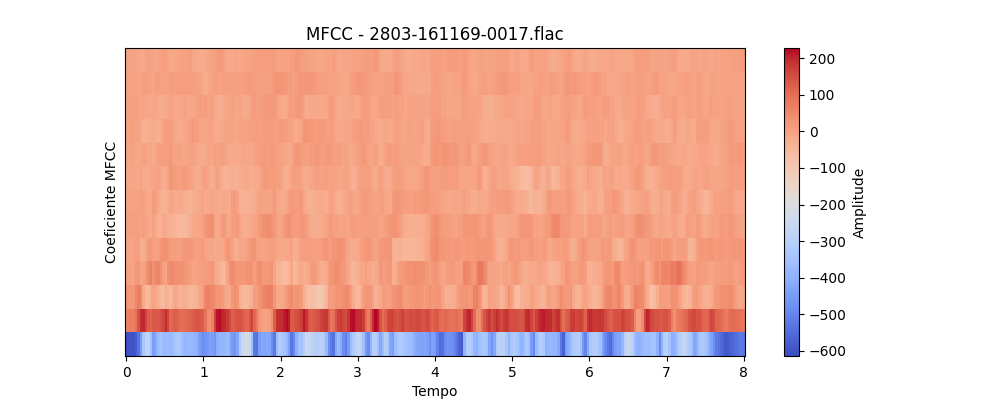 MFCC - 2803-161169-0017.flac
Coeficiente MFCC
0 1 2 3 4 5 6 7 8
Tempo
200
100
0
−100
−200
−300
−400
−500
−600
Amplitude